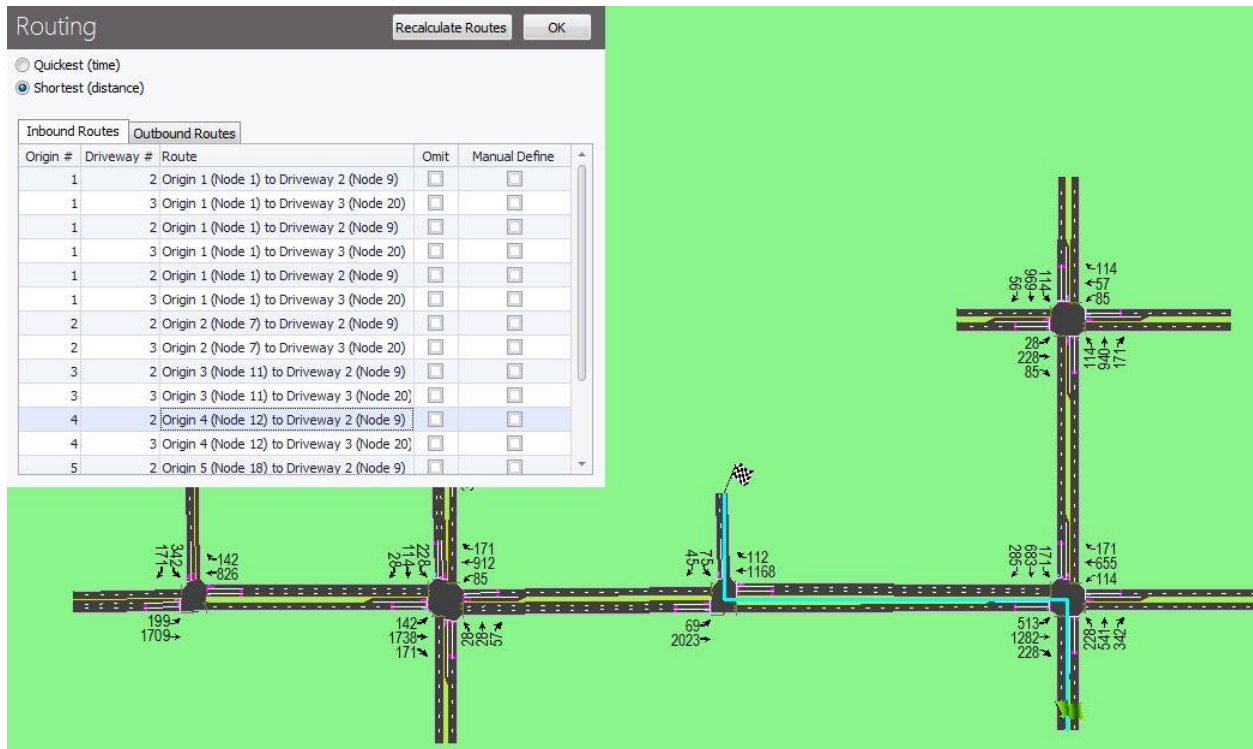 Routing
Recalculate Routes
OK
Quickest (time)
Shortest (distance)
Inbound Routes
Outbound Routes
Origin # Driveway # Route Omit Manual Define
1 2 Origin 1 (Node 1) to Driveway 2 (Node 9)
1 3 Origin 1 (Node 1) to Driveway 3 (Node 20)
1 2 Origin 1 (Node 1) to Driveway 2 (Node 9)
1 3 Origin 1 (Node 1) to Driveway 3 (Node 20)
1 2 Origin 1 (Node 1) to Driveway 2 (Node 9)
1 3 Origin 1 (Node 1) to Driveway 3 (Node 20)
2 2 Origin 2 (Node 7) to Driveway 2 (Node 9)
2 3 Origin 2 (Node 7) to Driveway 3 (Node 20)
3 2 Origin 3 (Node 11) to Driveway 2 (Node 9)
3 3 Origin 3 (Node 11) to Driveway 3 (Node 20)
4 2 Origin 4 (Node 12) to Driveway 2 (Node 9)
4 3 Origin 4 (Node 12) to Driveway 3 (Node 20)
5 2 Origin 5 (Node 18) to Driveway 2 (Node 9)
56
969
114
114
57
85
28
228
85
114
940
171
171
342
142
826
199
1709
28
114
228
171
912
85
142
1738
171
28
28
57
45
75
112
1168
69
2023
285
683
171
171
655
114
513
1282
228
228
541
342